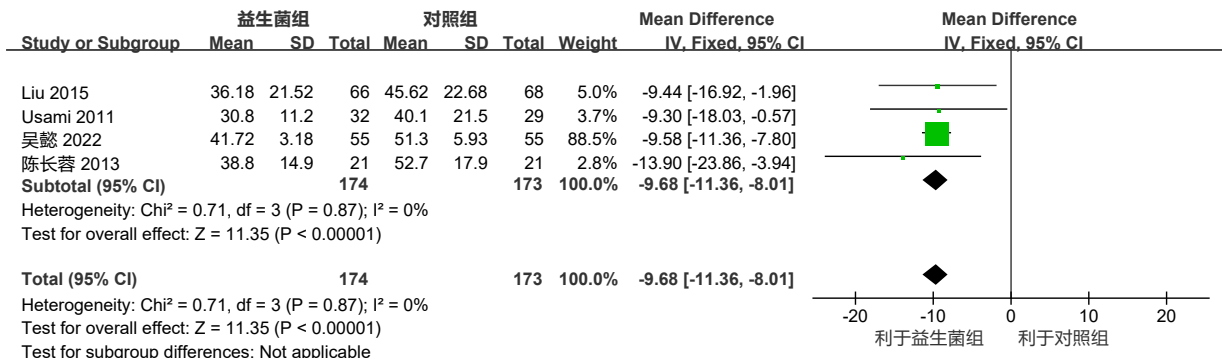 益生菌组 对照组 Mean Difference Mean Difference
Study or Subgroup Mean SD Total Mean SD Total Weight IV, Fixed, 95% CI IV, Fixed, 95% CI
Liu 2015 36.18 21.52 66 45.62 22.68 68 5.0% -9.44 [-16.92, -1.96]
Usami 2011 30.8 11.2 32 40.1 21.5 29 3.7% -9.30 [-18.03, -0.57]
吴懿 2022 41.72 3.18 55 51.3 5.93 55 88.5% -9.58 [-11.36, -7.80]
陈长蓉 2013 38.8 14.9 21 52.7 17.9 21 2.8% -13.90 [-23.86, -3.94]
Subtotal (95% CI) 174 173 100.0% -9.68 [-11.36, -8.01]
Heterogeneity: Chi² = 0.71, df = 3 (P = 0.87); I² = 0%
Test for overall effect: Z = 11.35 (P < 0.00001)
Total (95% CI) 174 173 100.0% -9.68 [-11.36, -8.01]
Heterogeneity: Chi² = 0.71, df = 3 (P = 0.87); I² = 0%
Test for overall effect: Z = 11.35 (P < 0.00001)
Test for subgroup differences: Not applicable
-20 -10 0 10 20
利于益生菌组 利于对照组